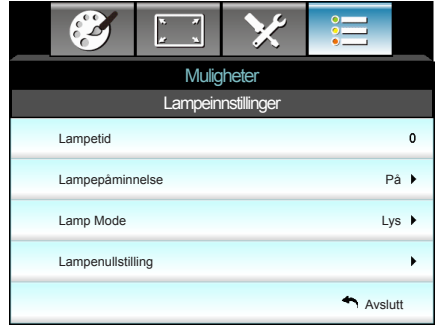 Muligheter
Lampeinnstillinger
Lampetid 0
Lampepåminnelse På
Lamp Mode Lys
Lampenullstilling
Avslutt